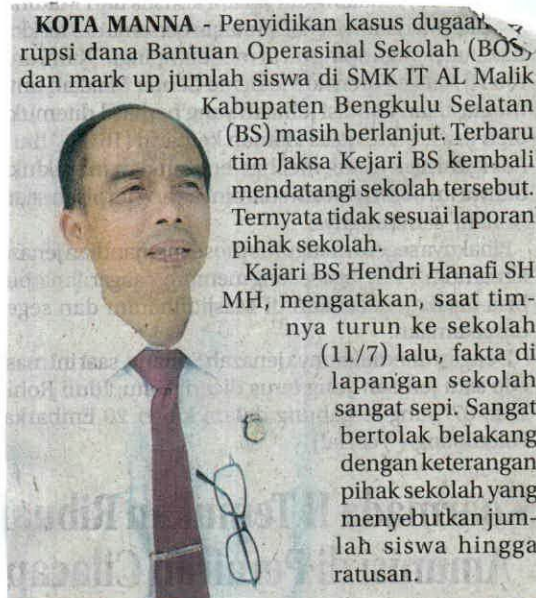 KOTA MANNA - Penyidikan kasus dugaan
rupsi dana Bantuan Operasinal Sekolah (BOS)
dan mark up jumlah siswa di SMK IT AL Malik
Kabupaten Bengkulu Selatan
(BS) masih berlanjut. Terbaru
tim Jaksa Kejari BS kembali
mendatangi sekolah tersebut.
Ternyata tidak sesuai laporan
pihak sekolah.
Kajari BS Hendri Hanafi SH
MH, mengatakan, saat tim-
nya turun ke sekolah
(11/7) lalu, fakta di
lapangan sekolah
sangat sepi. Sangat
bertolak belakang
dengan keterangan
pihak sekolah yang
menyebutkan jum-
lah siswa hingga
ratusan.